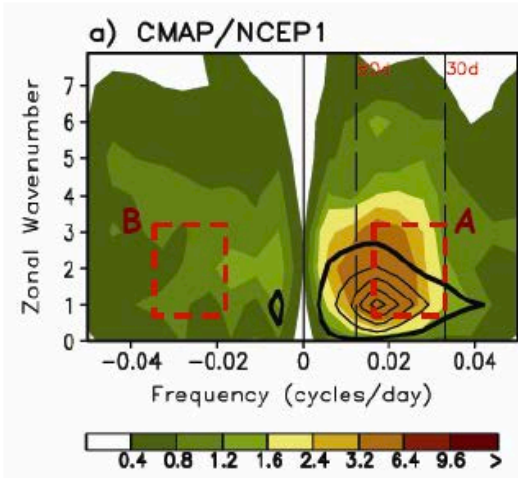 a) CMAP/NCEP1
80d 30d
7
6
5
4
B A
3
2
1
0
Zonal Wavenumber
-0.04 -0.02 0 0.02 0.04
Frequency (cycles/day)
0.4 0.8 1.2 1.6 2.4 3.2 6.4 9.6 >